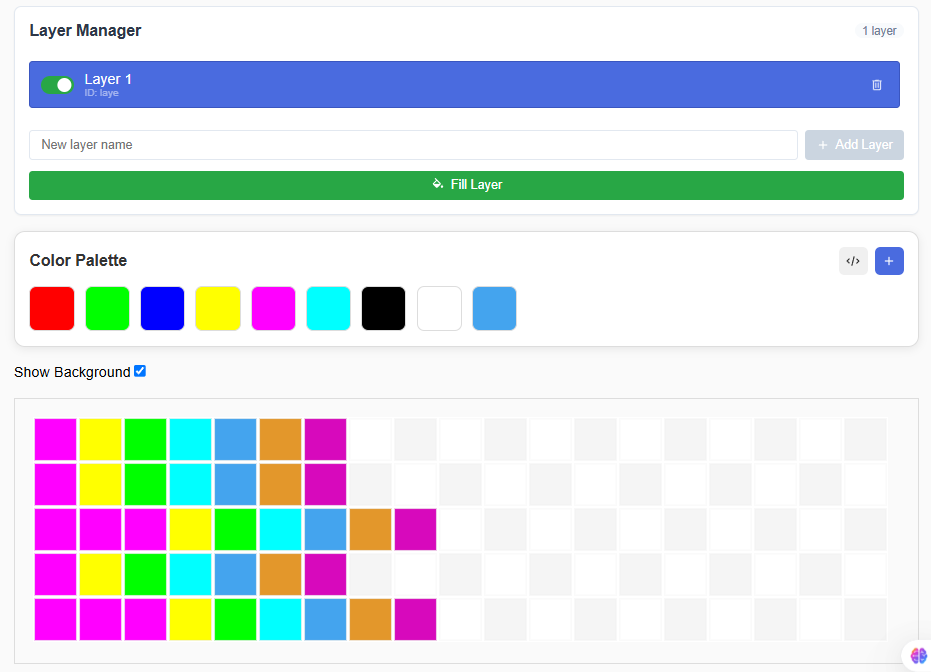 Layer Manager
1 layer
Layer 1
ID: laye
New layer name
+ Add Layer
Fill Layer
Color Palette
</>
+
Show Background